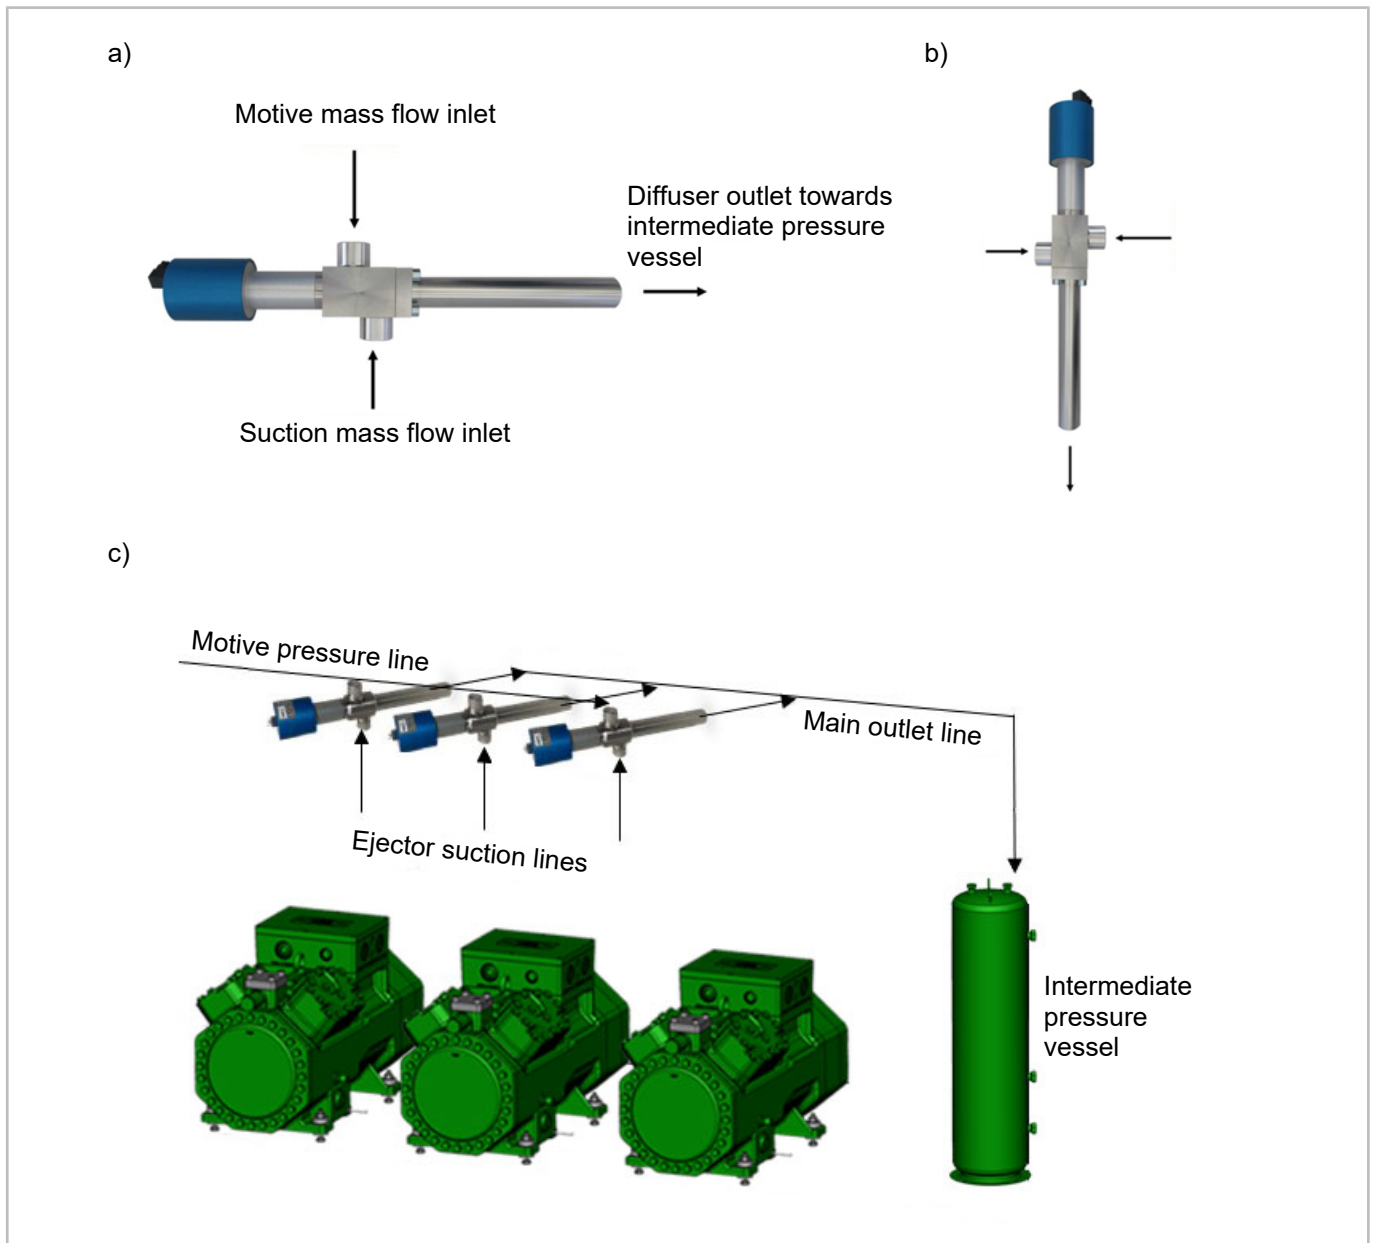 a)
b)
Motive mass flow inlet
Diffuser outlet towards
intermediate pressure
vessel
Suction mass flow inlet
c)
Motive pressure line
Main outlet line
Ejector suction lines
Intermediate
pressure
vessel